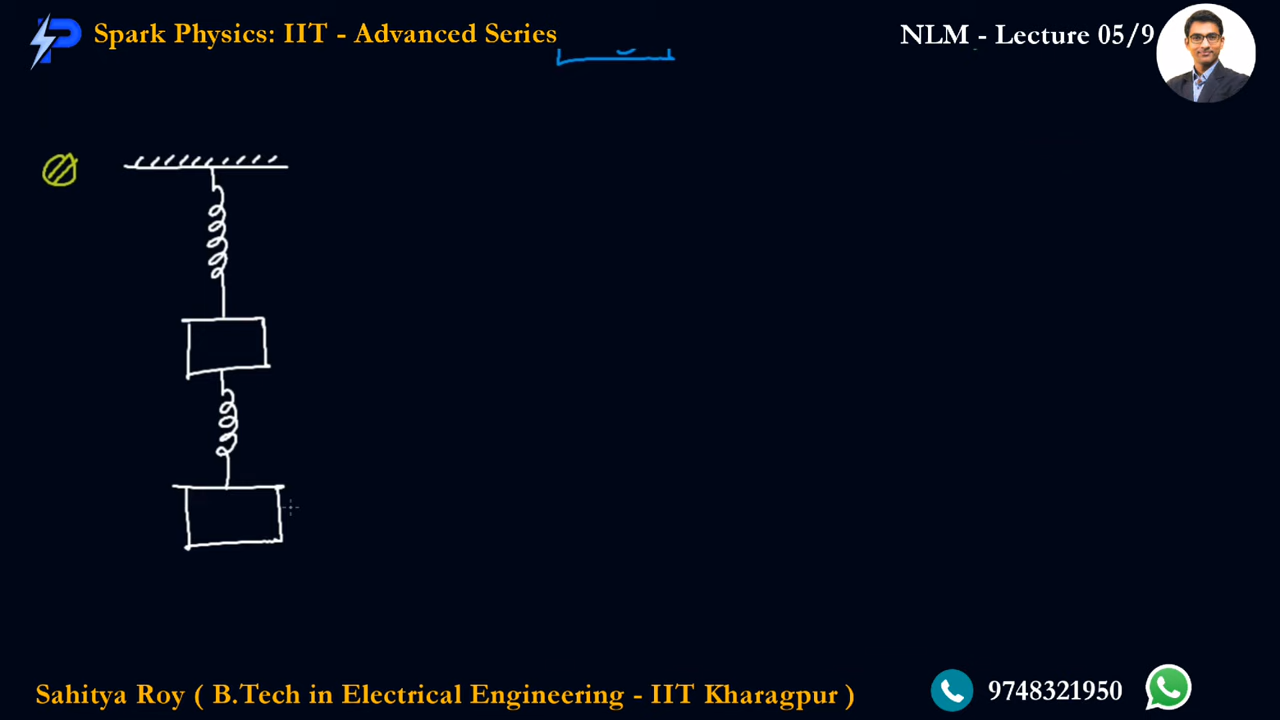 Spark Physics: IIT - Advanced Series
NLM - Lecture 05/9
Sahitya Roy ( B.Tech in Electrical Engineering - IIT Kharagpur )
9748321950